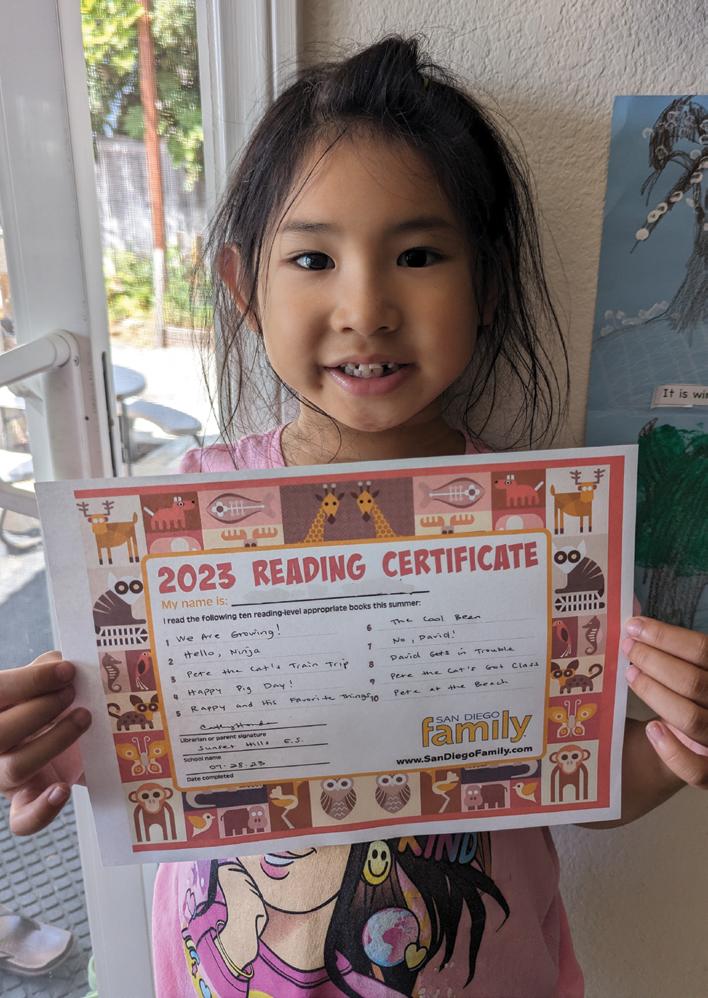 It is wi
2023 READING CERTIFICATE
My name is:
I read the following ten reading-level appropriate books this summer:
1 We Are Growing!
2 Hello, Ninja
3 Pete the Cat's Train Trip
4 Happy Pig Day!
5 Rappy and His Favorite Things
6 The Cool Bean
7 No, David!
8 David Gets in Trouble
9 Pete the Cat's Got Class
10 Pete at the Beach
Librarian or parent signature
Sunset Hills E.S.
School name
07.28.23
Date completed
SAN DIEGO
family
www.SanDiegoFamily.com
KIND